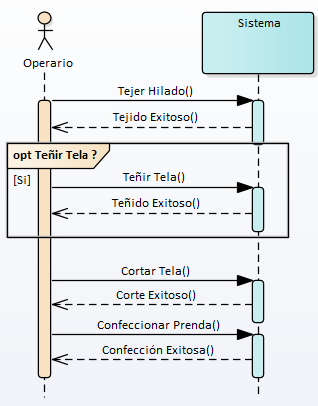 Sistema
Operario
Tejer Hilado()
Tejido Exitoso()
opt Teñir Tela ?
[Si]
Teñir Tela()
Teñido Exitoso()
Cortar Tela()
Corte Exitoso()
Confeccionar Prenda()
Confección Exitosa()